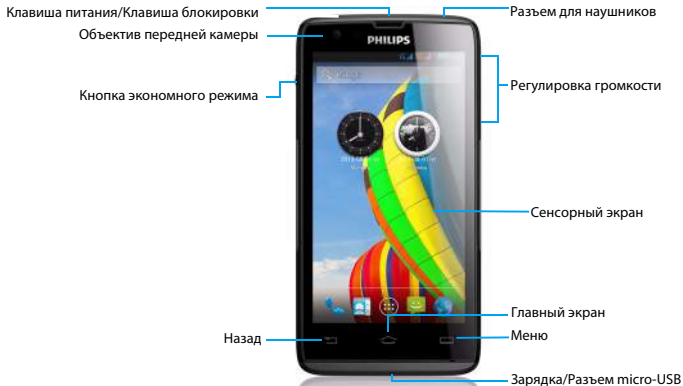 Клавиша питания/Клавиша блокировки
Разъем для наушников
Объектив передней камеры
PHILIPS
Регулировка громкости
Кнопка экономного режима
Сенсорный экран
Главный экран
Назад
Меню
Зарядка/Разъем micro-USB